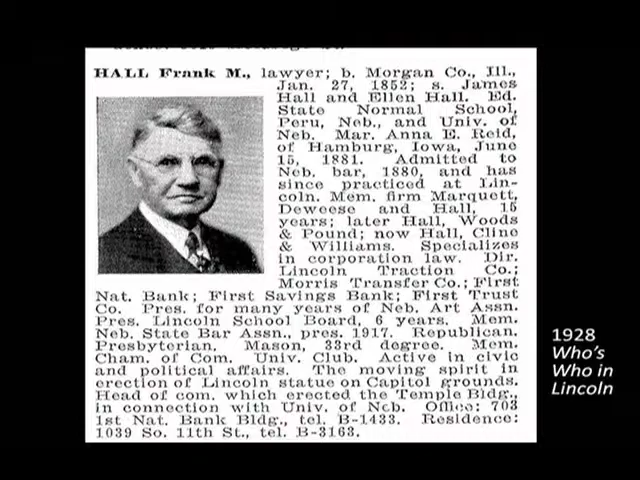 HALL Frank M., lawyer; b. Morgan Co., Ill.,
Jan. 27, 1852; s. James
Hall and Ellen Hall. Ed.
State Normal School,
Peru, Neb., and Univ. of
Neb. Mar. Anna E. Reid,
of Hamburg, Iowa, June
15, 1881. Admitted to
Neb. bar, 1880, and has
since practiced at Lin-
coln. Mem. firm Marquett,
Deweese and Hall, 15
years; later Hall, Woods
& Pound; now Hall, Cline
& Williams. Specializes
in corporation law. Dir.
Lincoln Traction Co.;
Morris Transfer Co.; First
Nat. Bank; First Savings Bank; First Trust
Co. Pres. for many years of Neb. Art Assn.
Pres. Lincoln School Board, 6 years. Mem.
Neb. State Bar Assn., pres. 1917. Republican.
Presbyterian, Mason, 33rd degree. Mem.
Cham. of Com. Univ. Club. Active in civic
and political affairs. The moving spirit in
erection of Lincoln statue on Capitol grounds.
Head of com. which erected the Temple Bldg.,
in connection with Univ. of Neb. Office: 703
1st Nat. Bank Bldg., tel. B-1433. Residence:
1039 So. 11th St., tel. B-3163.
1928
Who's
Who in
Lincoln